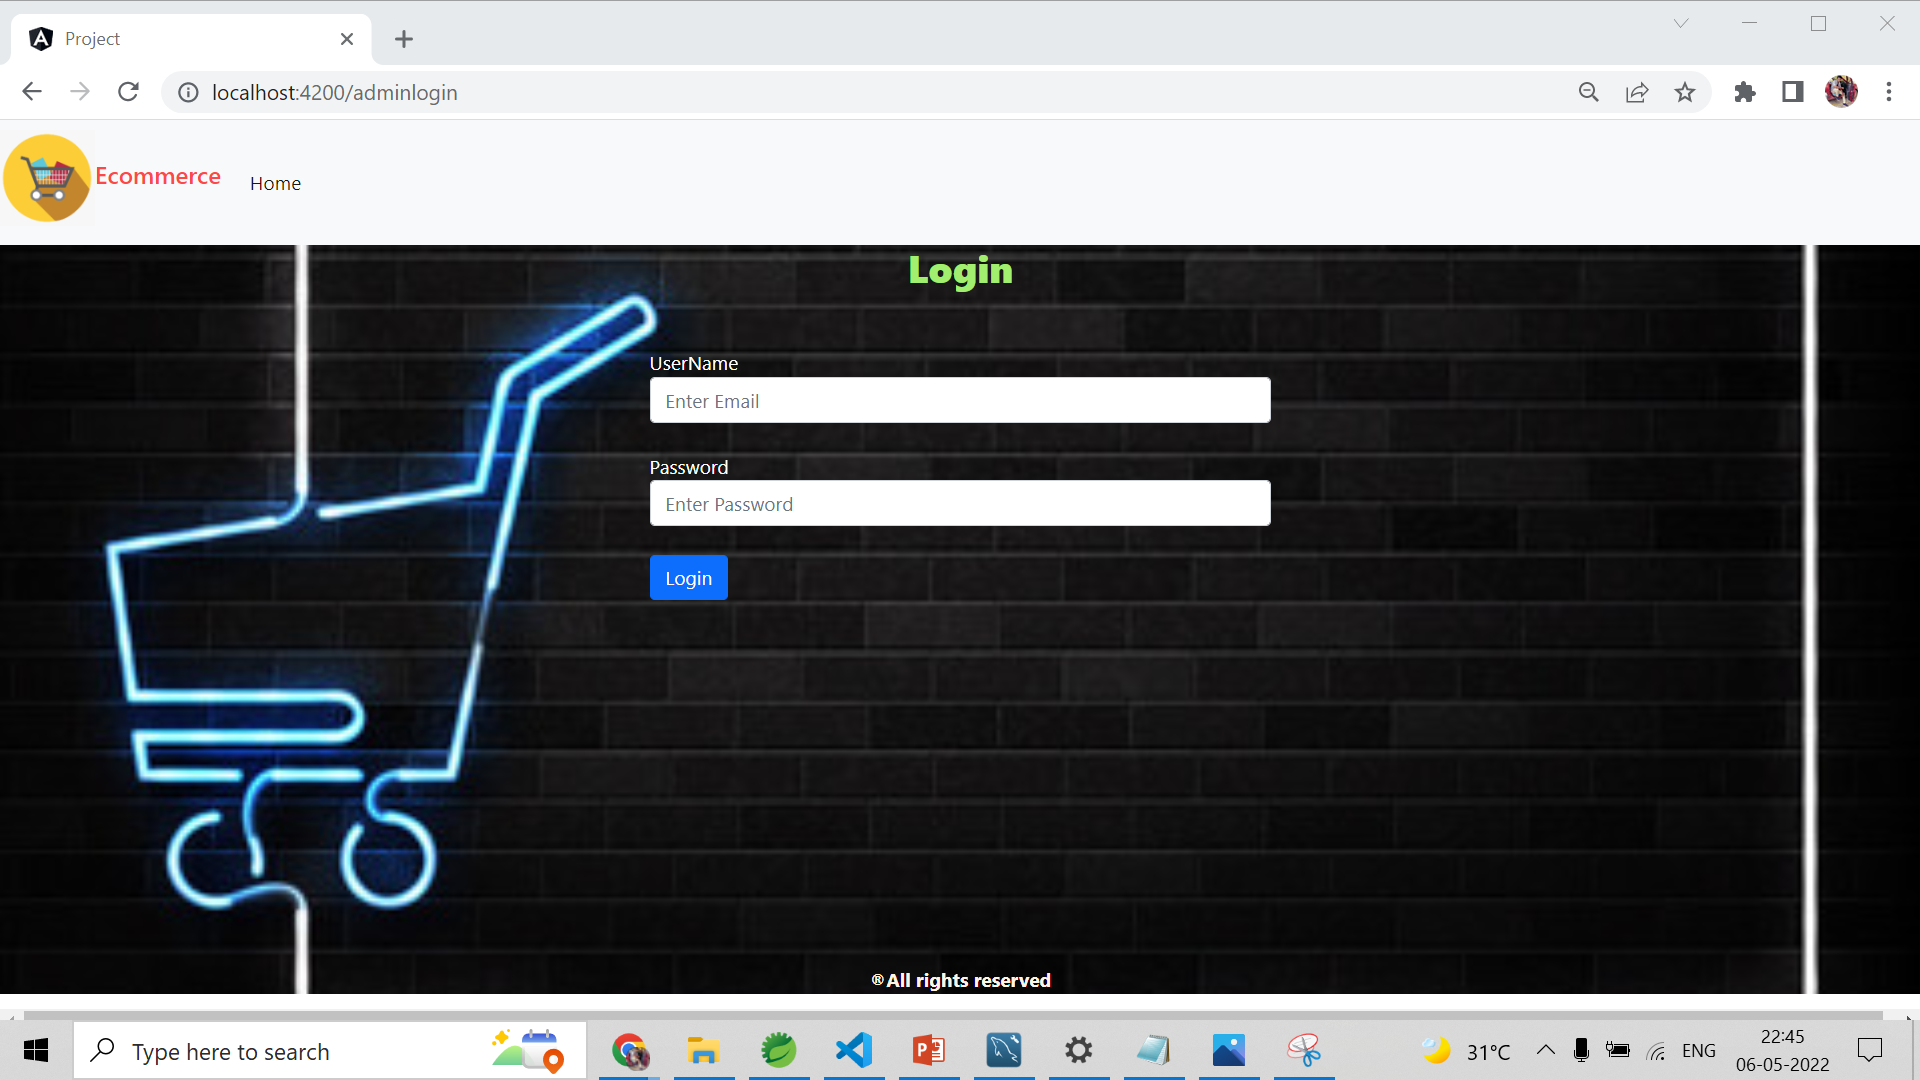 Project
localhost:4200/adminlogin
Ecommerce
Home
Login
UserName
Enter Email
Password
Enter Password
Login
®All rights reserved
Type here to search
31°C
ENG
22:45
06-05-2022